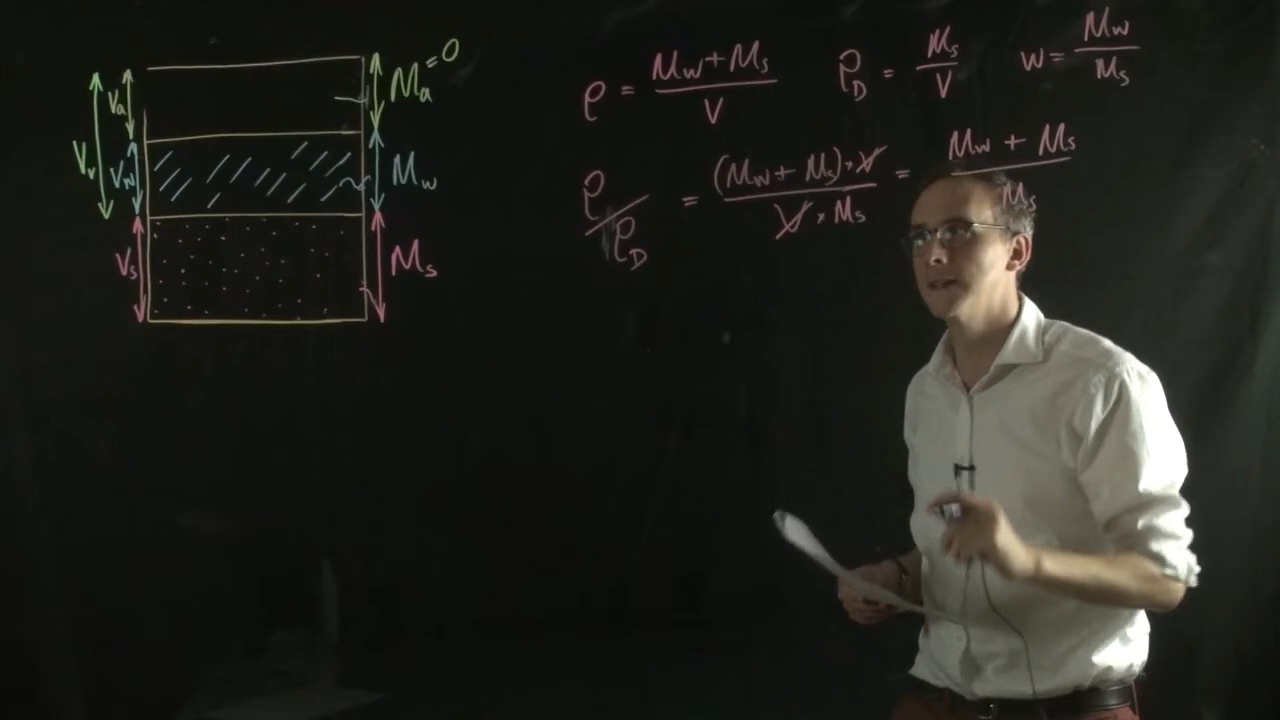 Ma = 0
Va
Vv
Vw
Mw
Vs
Ms
ρ = (Mw + Ms) / V
ρD = Ms / V
w = Mw / Ms
ρ / ρD = (Mw + Ms) × V / V × Ms = Mw + Ms / Ms